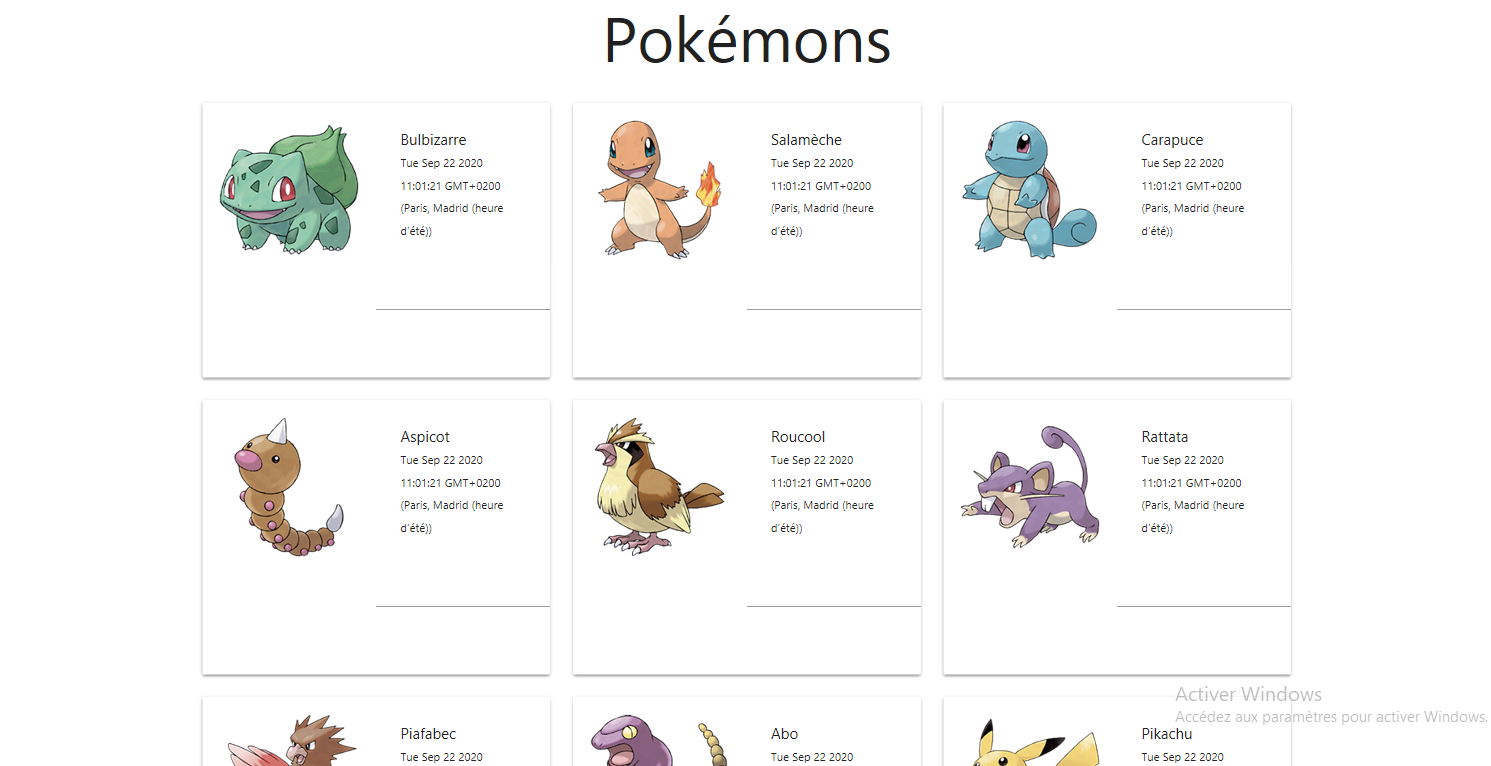 Pokémons
Bulbizarre
Tue Sep 22 2020
11:01:21 GMT+0200
(Paris, Madrid (heure
d'été))
Salamèche
Tue Sep 22 2020
11:01:21 GMT+0200
(Paris, Madrid (heure
d'été))
Carapuce
Tue Sep 22 2020
11:01:21 GMT+0200
(Paris, Madrid (heure
d'été))
Aspicot
Tue Sep 22 2020
11:01:21 GMT+0200
(Paris, Madrid (heure
d'été))
Roucool
Tue Sep 22 2020
11:01:21 GMT+0200
(Paris, Madrid (heure
d'été))
Rattata
Tue Sep 22 2020
11:01:21 GMT+0200
(Paris, Madrid (heure
d'été))
Piafabec
Tue Sep 22 2020
Abo
Tue Sep 22 2020
Pikachu
Tue Sep 22 2020
Activer Windows
Accédez aux paramètres pour activer Windows.